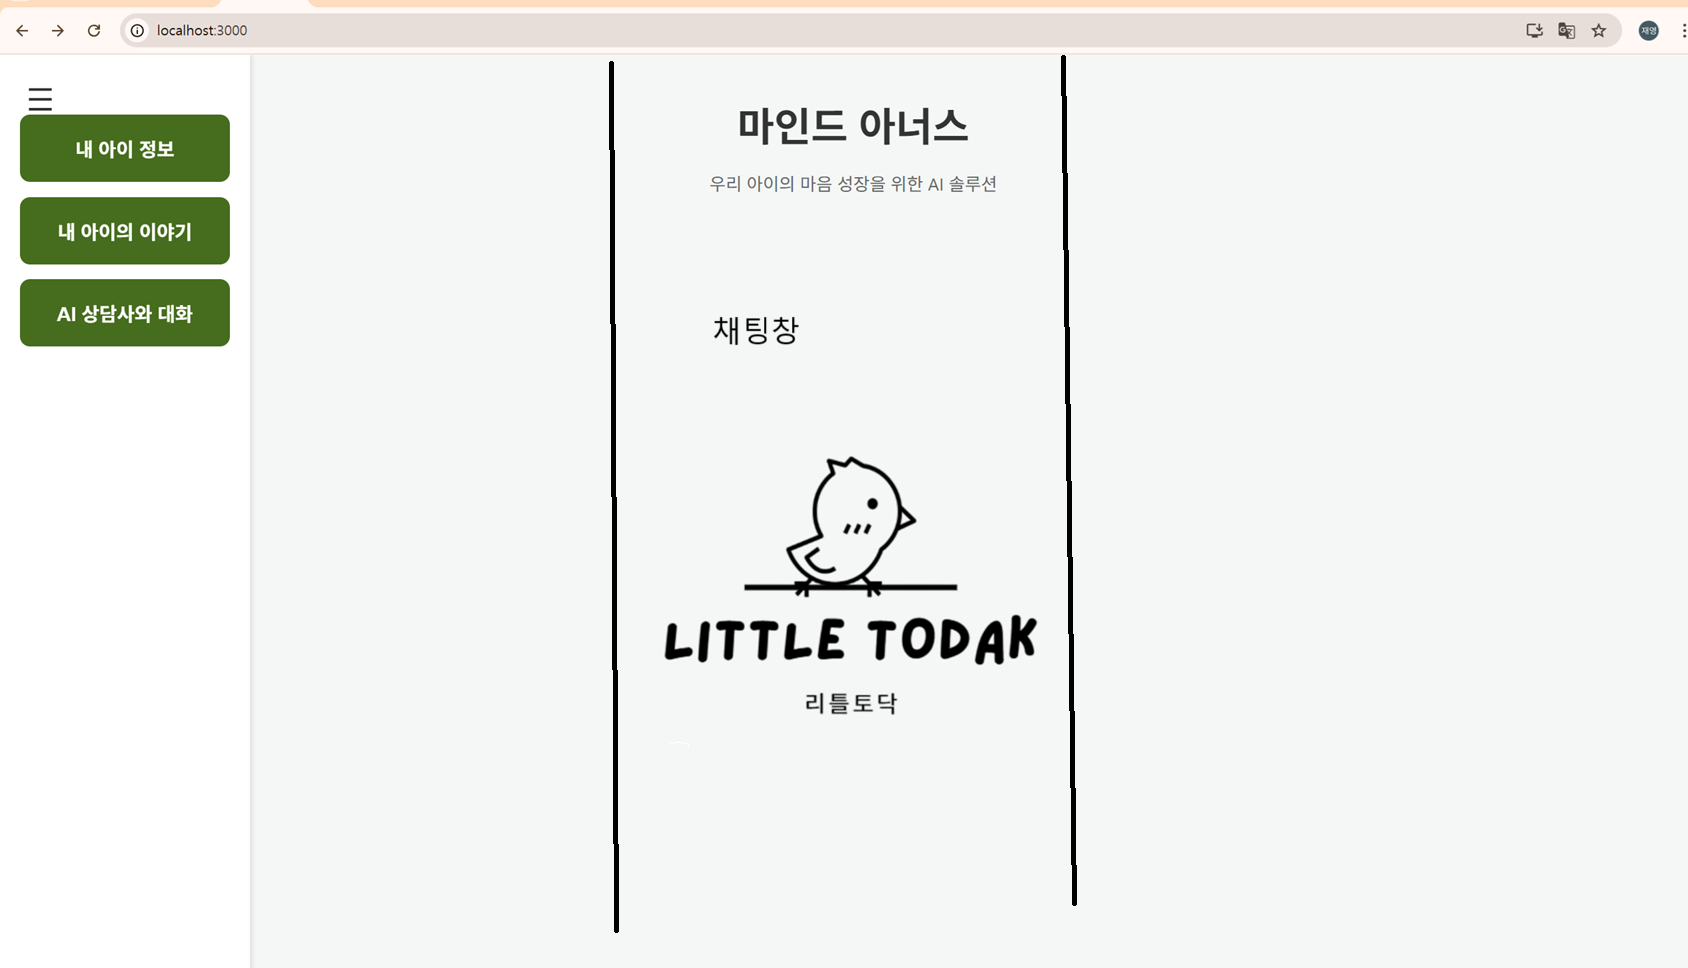 localhost:3000
재영
내 아이 정보
내 아이의 이야기
AI 상담사와 대화
마인드 아너스
우리 아이의 마음 성장을 위한 AI 솔루션
채팅창
LITTLE TODAK
리틀토닥